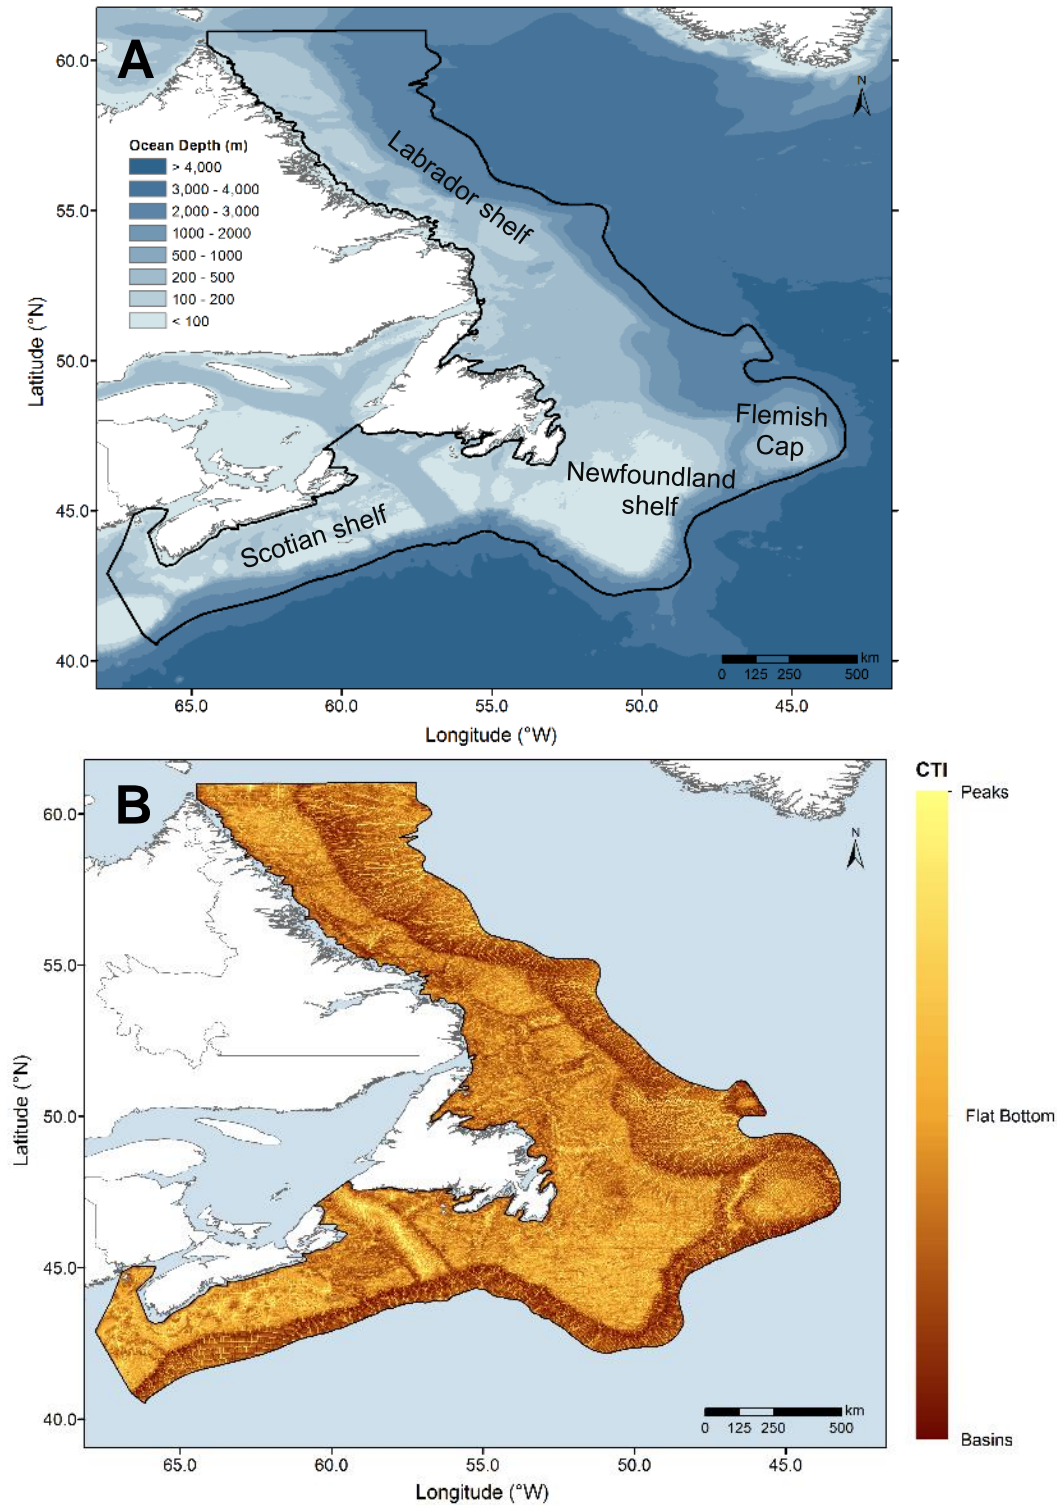 A
N
60.0
55.0
50.0
45.0
40.0
Latitude (°N)
Ocean Depth (m)
> 4,000
3,000 - 4,000
2,000 - 3,000
1000 - 2000
500 - 1000
200 - 500
100 - 200
< 100
Labrador shelf
Flemish
Cap
Newfoundland
shelf
Scotian shelf
km
0 125 250 500
65.0 60.0 55.0 50.0 45.0
Longitude (°W)
B
N
60.0
55.0
50.0
45.0
40.0
Latitude (°N)
CTI
Peaks
Flat Bottom
Basins
km
0 125 250 500
65.0 60.0 55.0 50.0 45.0
Longitude (°W)